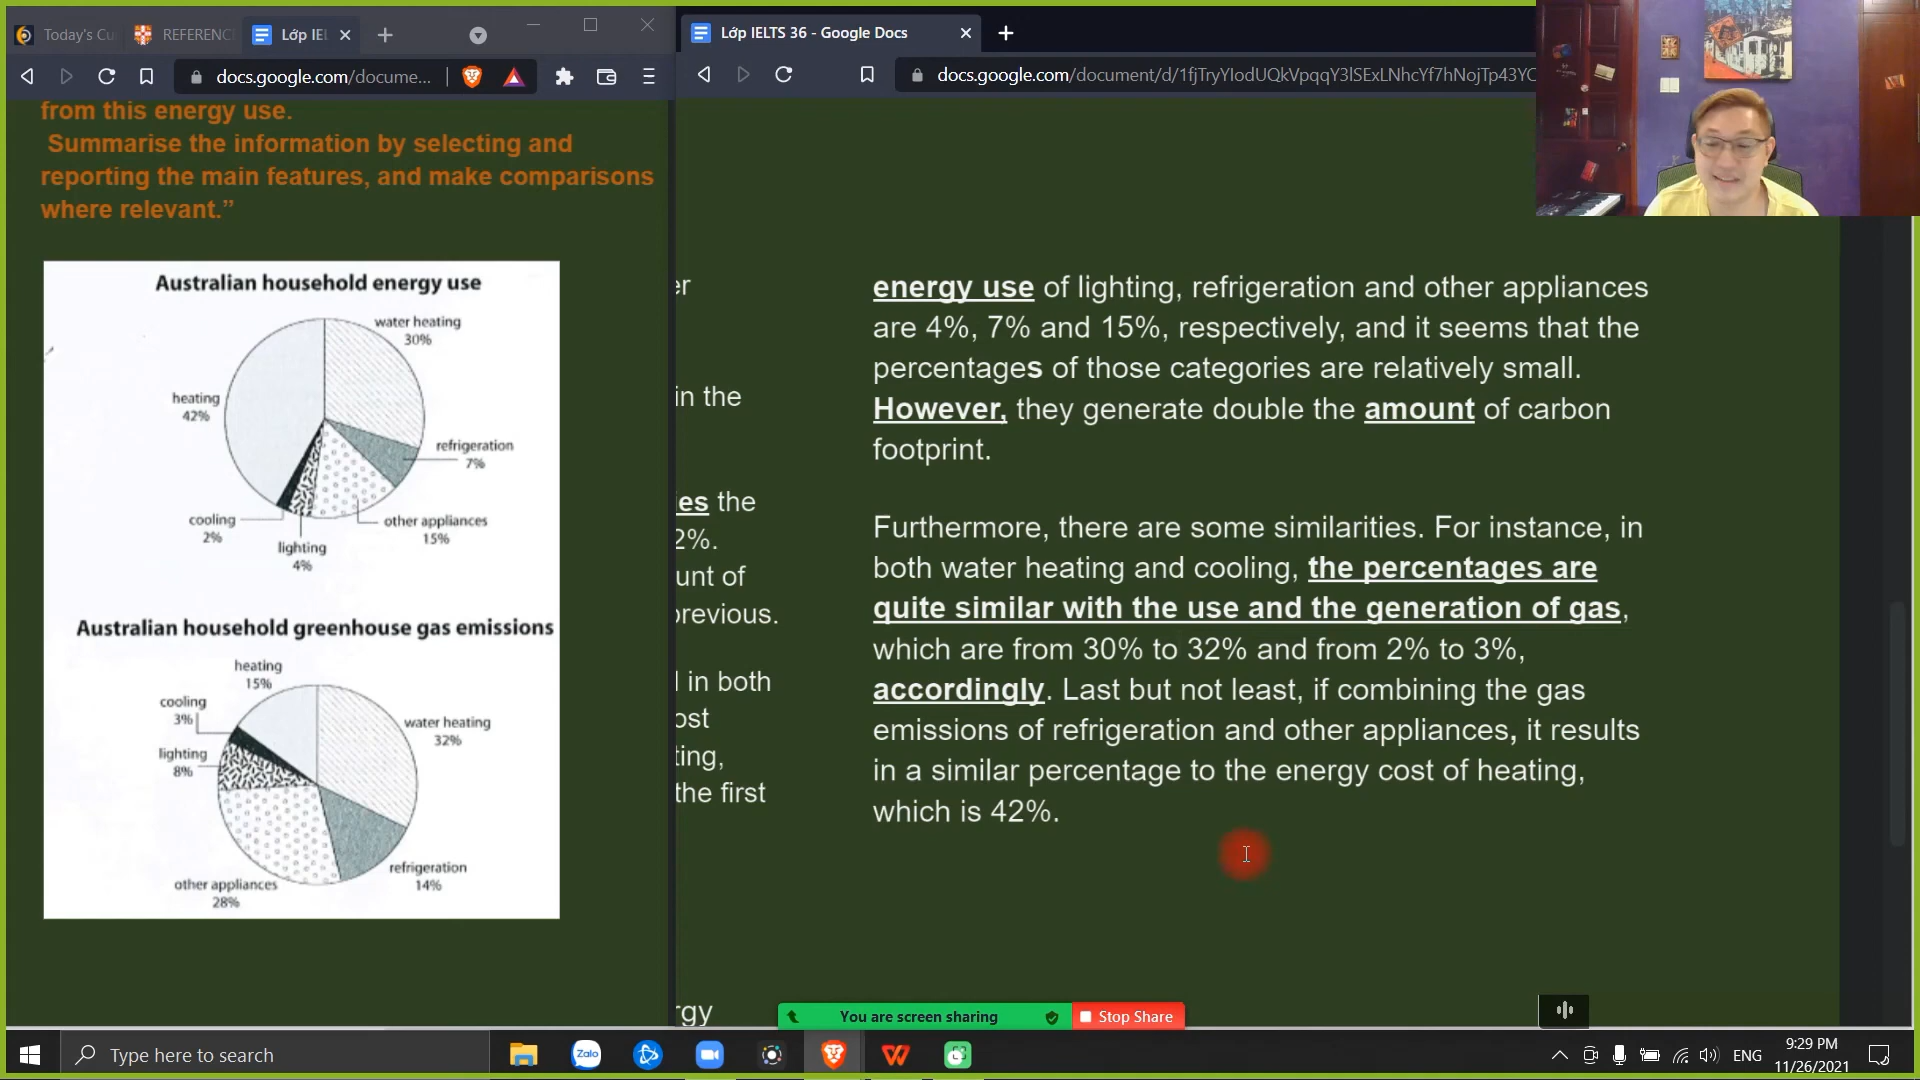 Today's Cu
REFERENC
Lớp IEL
docs.google.com/docume...
from this energy use.
Summarise the information by selecting and
reporting the main features, and make comparisons
where relevant.”
Australian household energy use
water heating
30%
heating
42%
refrigeration
7%
cooling
2%
other appliances
15%
lighting
4%
Australian household greenhouse gas emissions
heating
15%
cooling
3%
water heating
32%
lighting
8%
refrigeration
14%
other appliances
28%
Lớp IELTS 36 - Google Docs
er
in the
es the
2%.
unt of
previous.
in both
ost
ting,
the first
rgy
energy use of lighting, refrigeration and other appliances
are 4%, 7% and 15%, respectively, and it seems that the
percentages of those categories are relatively small.
However, they generate double the amount of carbon
footprint.
Furthermore, there are some similarities. For instance, in
both water heating and cooling, the percentages are
quite similar with the use and the generation of gas,
which are from 30% to 32% and from 2% to 3%,
accordingly. Last but not least, if combining the gas
emissions of refrigeration and other appliances, it results
in a similar percentage to the energy cost of heating,
which is 42%.
You are screen sharing
Stop Share
Type here to search
Zalo
ENG
9:29 PM
11/26/2021